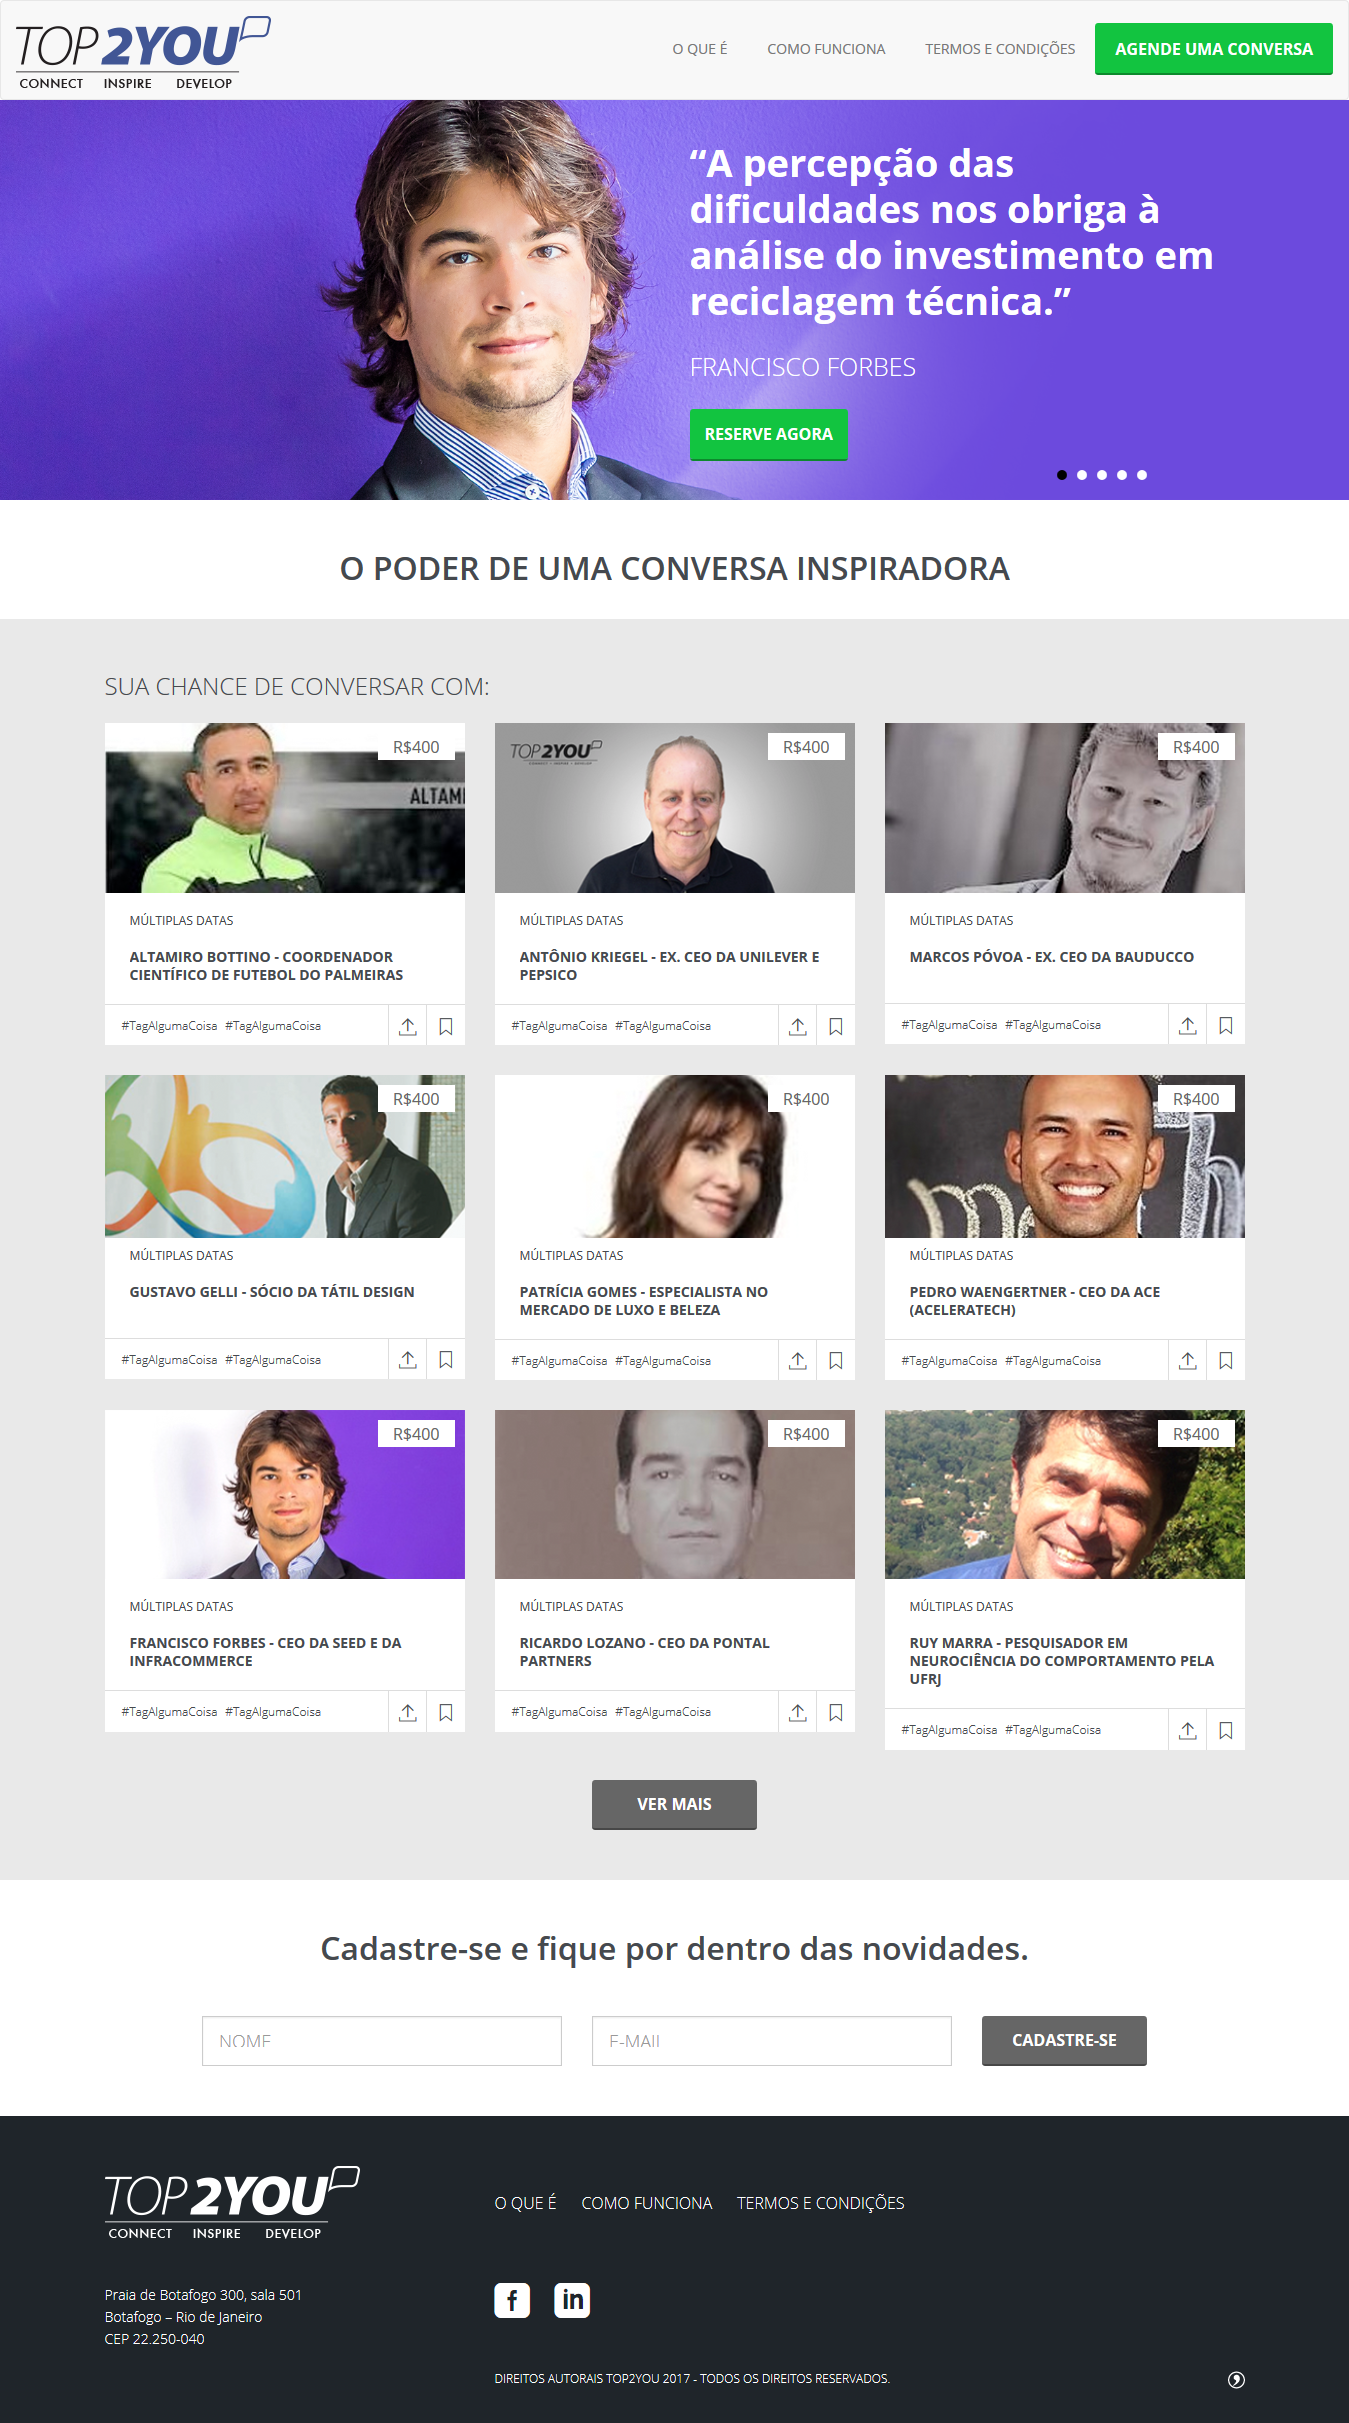 TOP2YOU
CONNECT INSPIRE DEVELOP
O QUE É COMO FUNCIONA TERMOS E CONDIÇÕES AGENDE UMA CONVERSA
“A percepção das
dificuldades nos obriga à
análise do investimento em
reciclagem técnica.”
FRANCISCO FORBES
RESERVE AGORA
O PODER DE UMA CONVERSA INSPIRADORA
SUA CHANCE DE CONVERSAR COM:
R$400
ALTAMI
MÚLTIPLAS DATAS
ALTAMIRO BOTTINO - COORDENADOR
CIENTÍFICO DE FUTEBOL DO PALMEIRAS
#TagAlgumaCoisa #TagAlgumaCoisa
TOP2YOU
R$400
MÚLTIPLAS DATAS
ANTÔNIO KRIEGEL - EX. CEO DA UNILEVER E
PEPSICO
#TagAlgumaCoisa #TagAlgumaCoisa
R$400
MÚLTIPLAS DATAS
MARCOS PÓVOA - EX. CEO DA BAUDUCCO
#TagAlgumaCoisa #TagAlgumaCoisa
R$400
MÚLTIPLAS DATAS
GUSTAVO GELLI - SÓCIO DA TÁTIL DESIGN
#TagAlgumaCoisa #TagAlgumaCoisa
R$400
MÚLTIPLAS DATAS
PATRÍCIA GOMES - ESPECIALISTA NO
MERCADO DE LUXO E BELEZA
#TagAlgumaCoisa #TagAlgumaCoisa
R$400
MÚLTIPLAS DATAS
PEDRO WAENGERTNER - CEO DA ACE
(ACELERATECH)
#TagAlgumaCoisa #TagAlgumaCoisa
R$400
MÚLTIPLAS DATAS
FRANCISCO FORBES - CEO DA SEED E DA
INFRACOMMERCE
#TagAlgumaCoisa #TagAlgumaCoisa
R$400
MÚLTIPLAS DATAS
RICARDO LOZANO - CEO DA PONTAL
PARTNERS
#TagAlgumaCoisa #TagAlgumaCoisa
R$400
MÚLTIPLAS DATAS
RUY MARRA - PESQUISADOR EM
NEUROCIÊNCIA DO COMPORTAMENTO PELA
UFRJ
#TagAlgumaCoisa #TagAlgumaCoisa
VER MAIS
Cadastre-se e fique por dentro das novidades.
NOME E-MAIL CADASTRE-SE
TOP2YOU
CONNECT INSPIRE DEVELOP
O QUE É COMO FUNCIONA TERMOS E CONDIÇÕES
Praia de Botafogo 300, sala 501
Botafogo – Rio de Janeiro
CEP 22.250-040
f in
DIREITOS AUTORAIS TOP2YOU 2017 - TODOS OS DIREITOS RESERVADOS.